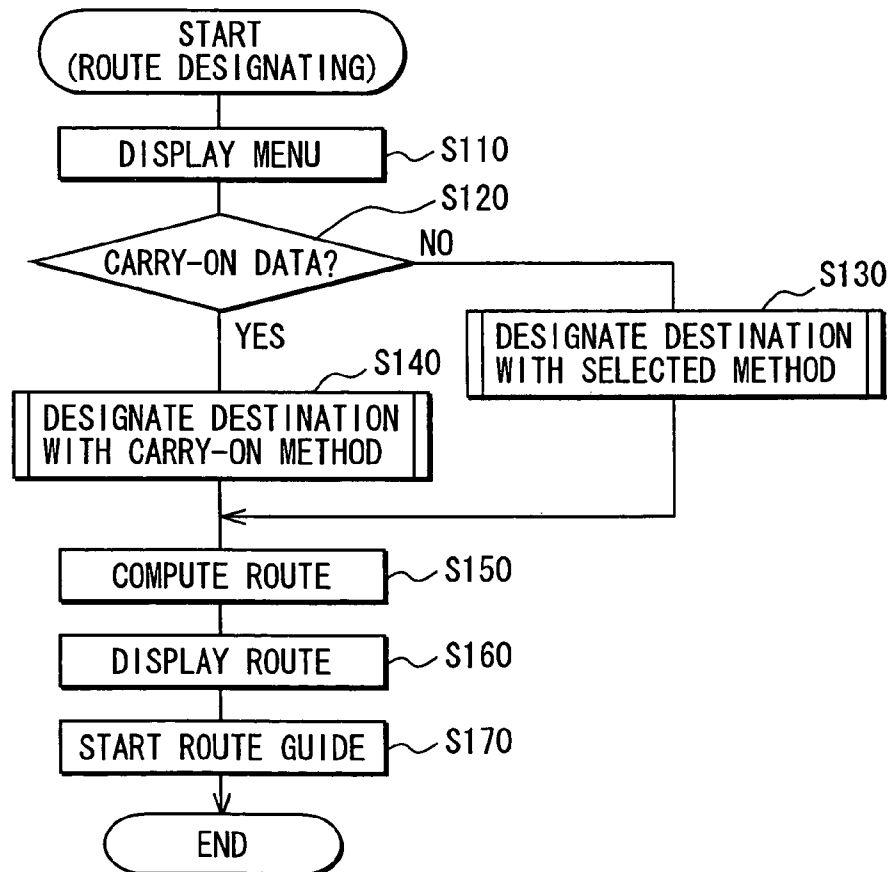 START
(ROUTE DESIGNATING)
DISPLAY MENU
S110
S120
CARRY-ON DATA?
NO
S130
YES
DESIGNATE DESTINATION
WITH SELECTED METHOD
S140
DESIGNATE DESTINATION
WITH CARRY-ON METHOD
COMPUTE ROUTE
S150
DISPLAY ROUTE
S160
START ROUTE GUIDE
S170
END